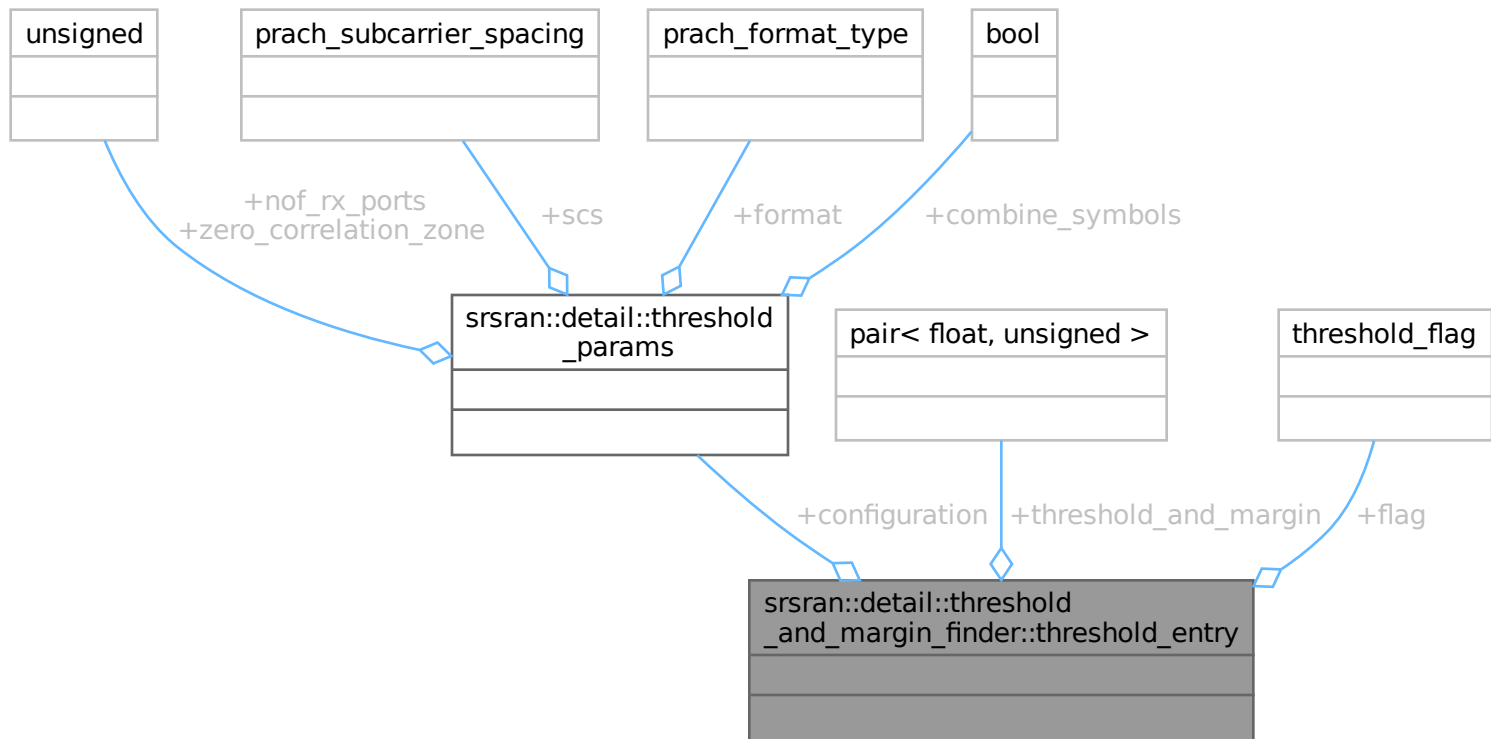 unsigned
prach_subcarrier_spacing
prach_format_type
bool
+nof_rx_ports
+zero_correlation_zone
+scs
+format
+combine_symbols
srsran::detail::threshold
_params
pair< float, unsigned >
threshold_flag
+configuration
+threshold_and_margin
+flag
srsran::detail::threshold
_and_margin_finder::threshold_entry